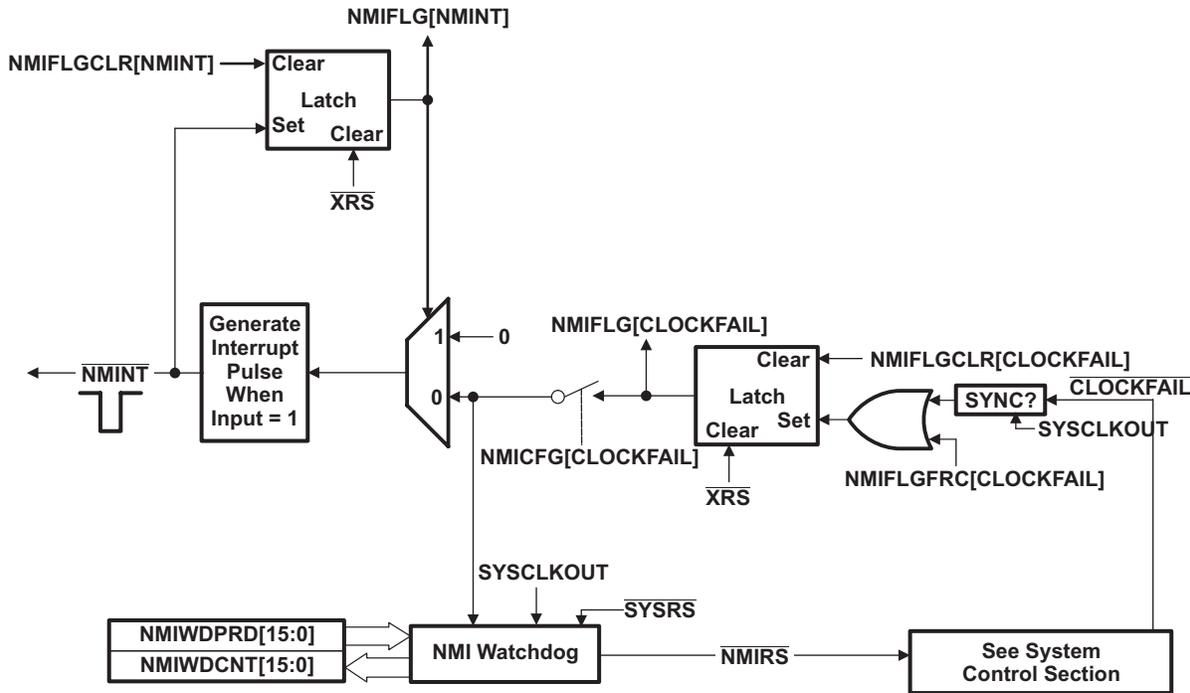 NMIFLG[NMINT]
NMIFLGCLR[NMINT]
Clear
Latch
Set
Clear
XRS
Generate
Interrupt
Pulse
When
Input = 1
NMINT
1
0
0
NMIFLG[CLOCKFAIL]
NMICFG[CLOCKFAIL]
Clear
Latch
Set
Clear
XRS
NMIFLGCLR[CLOCKFAIL]
CLOCKFAIL
SYNC?
SYSCLKOUT
NMIFLGFRC[CLOCKFAIL]
SYSCLKOUT
SYSRS
NMIWDPRD[15:0]
NMIWDCNT[15:0]
NMI Watchdog
NMIRS
See System
Control Section